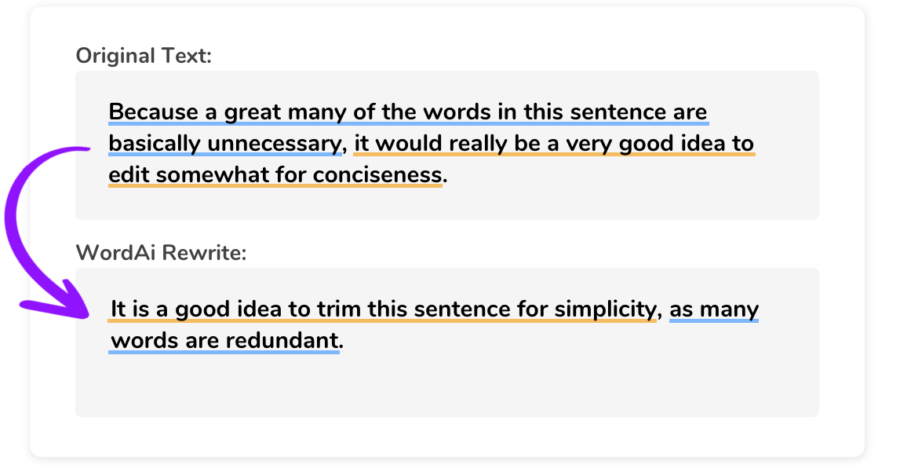 Original Text:
Because a great many of the words in this sentence are
basically unnecessary, it would really be a very good idea to
edit somewhat for conciseness.
WordAi Rewrite:
It is a good idea to trim this sentence for simplicity, as many
words are redundant.